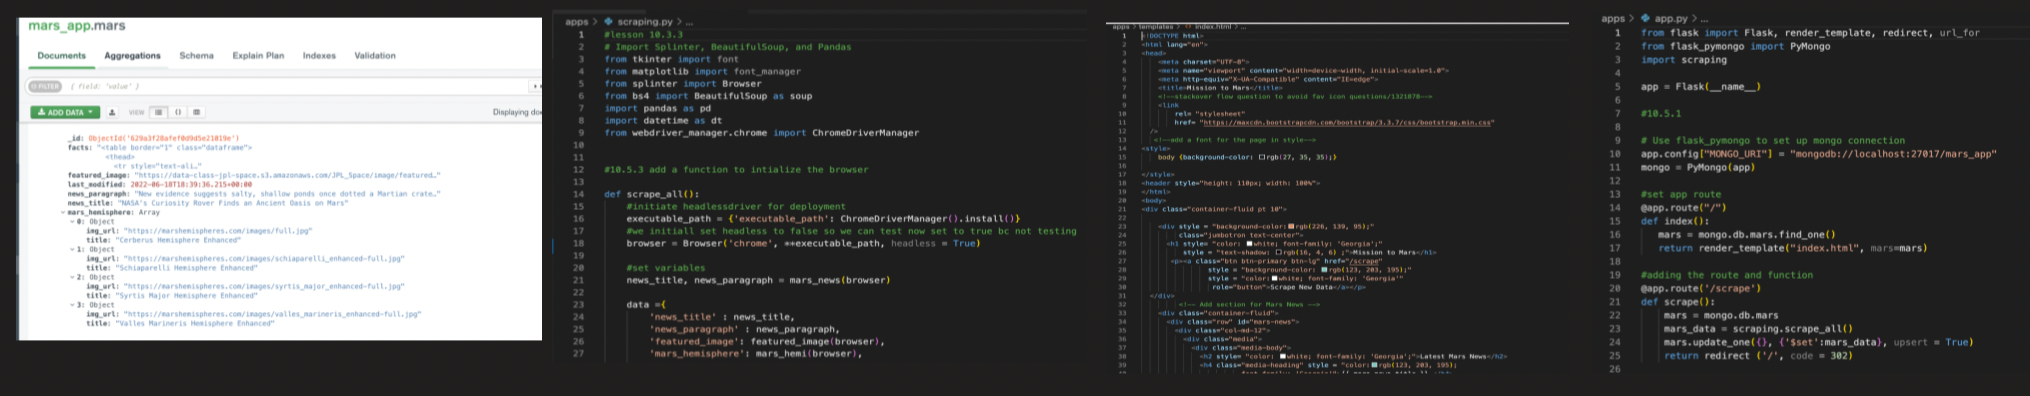 mars_app.mars
Documents Aggregations Schema Explain Plan Indexes Validation
FILTER { field: 'value' }
ADD DATA VIEW {} Displaying do
_id: ObjectId('629a3f28afef0d9d5e21019e')
facts: "<table border="1" class="dataframe">
<thead>
<tr style="text-ali…"
featured_image: "https://data-class-jpl-space.s3.amazonaws.com/JPL_Space/image/featured…"
last_modified: 2022-06-18T18:39:36.215+00:00
news_paragraph: "New evidence suggests salty, shallow ponds once dotted a Martian crate…"
news_title: "NASA's Curiosity Rover Finds an Ancient Oasis on Mars"
mars_hemisphere: Array
0: Object
img_url: "https://marshemispheres.com/images/full.jpg"
title: "Cerberus Hemisphere Enhanced"
1: Object
img_url: "https://marshemispheres.com/images/schiaparelli_enhanced-full.jpg"
title: "Schiaparelli Hemisphere Enhanced"
2: Object
img_url: "https://marshemispheres.com/images/syrtis_major_enhanced-full.jpg"
title: "Syrtis Major Hemisphere Enhanced"
3: Object
img_url: "https://marshemispheres.com/images/valles_marineris_enhanced-full.jpg"
title: "Valles Marineris Hemisphere Enhanced"
apps > scraping.py > ...
1 #lesson 10.3.3
2 # Import Splinter, BeautifulSoup, and Pandas
3 from tkinter import font
4 from matplotlib import font_manager
5 from splinter import Browser
6 from bs4 import BeautifulSoup as soup
7 import pandas as pd
8 import datetime as dt
9 from webdriver_manager.chrome import ChromeDriverManager
10
11
12 #10.5.3 add a function to intialize the browser
13
14 def scrape_all():
15 #initiate headlessdriver for deployment
16 executable_path = {'executable_path': ChromeDriverManager().install()}
17 #we initiall set headless to false so we can test now set to true bc not testing
18 browser = Browser('chrome', **executable_path, headless = True)
19
20 #set variables
21 news_title, news_paragraph = mars_news(browser)
22
23 data ={
24 'news_title' : news_title,
25 'news_paragraph' : news_paragraph,
26 'featured_image': featured_image(browser),
27 'mars_hemisphere': mars_hemi(browser),
apps > templates > index.html > ...
1 <!DOCTYPE html>
2 <html lang="en">
3 <head>
4 <meta charset="UTF-8">
5 <meta name="viewport" content="width=device-width, initial-scale=1.0">
6 <meta http-equiv="X-UA-Compatible" content="IE=edge">
7 <title>Mission to Mars</title>
8 <!--stackover flow question to avoid fav icon questions/1321878-->
9 <link
10 rel= "stylesheet"
11 href= "https://maxcdn.bootstrapcdn.com/bootstrap/3.3.7/css/bootstrap.min.css"
12 />
13 <!--add a font for the page in style-->
14 <style>
15 body {background-color: rgb(27, 35, 35);}
16
17 </style>
18 <header style="height: 110px; width: 100%">
19 </html>
20 <body>
21 <div class="container-fluid pt 10">
22
23 <div style = "background-color: rgb(226, 139, 95);"
24 class="jumbotron text-center">
25 <h1 style= "color: white; font-family: 'Georgia';"
26 style = "text-shadow: rgb(16, 4, 6) ;">Mission to Mars</h1>
27 <p><a class="btn btn-primary btn-lg" href="/scrape"
28 style = "background-color: rgb(123, 203, 195);"
29 style = "color: white; font-family: 'Georgia'"
30 role="button">Scrape New Data</a></p>
31 </div>
32 <!-- Add section for Mars News -->
33 <div class="container-fluid">
34 <div class="row" id="mars-news">
35 <div class="col-md-12">
36 <div class="media">
37 <div class="media-body">
38 <h2 style= "color: white; font-family: 'Georgia';">Latest Mars News</h2>
39 <h4 class="media-heading" style = "color: rgb(123, 203, 195);
apps > app.py > ...
1 from flask import Flask, render_template, redirect, url_for
2 from flask_pymongo import PyMongo
3 import scraping
4
5 app = Flask(__name__)
6
7 #10.5.1
8
9 # Use flask_pymongo to set up mongo connection
10 app.config["MONGO_URI"] = "mongodb://localhost:27017/mars_app"
11 mongo = PyMongo(app)
12
13 #set app route
14 @app.route("/")
15 def index():
16 mars = mongo.db.mars.find_one()
17 return render_template("index.html", mars=mars)
18
19 #adding the route and function
20 @app.route('/scrape')
21 def scrape():
22 mars = mongo.db.mars
23 mars_data = scraping.scrape_all()
24 mars.update_one({}, {'$set':mars_data}, upsert = True)
25 return redirect ('/', code = 302)
26